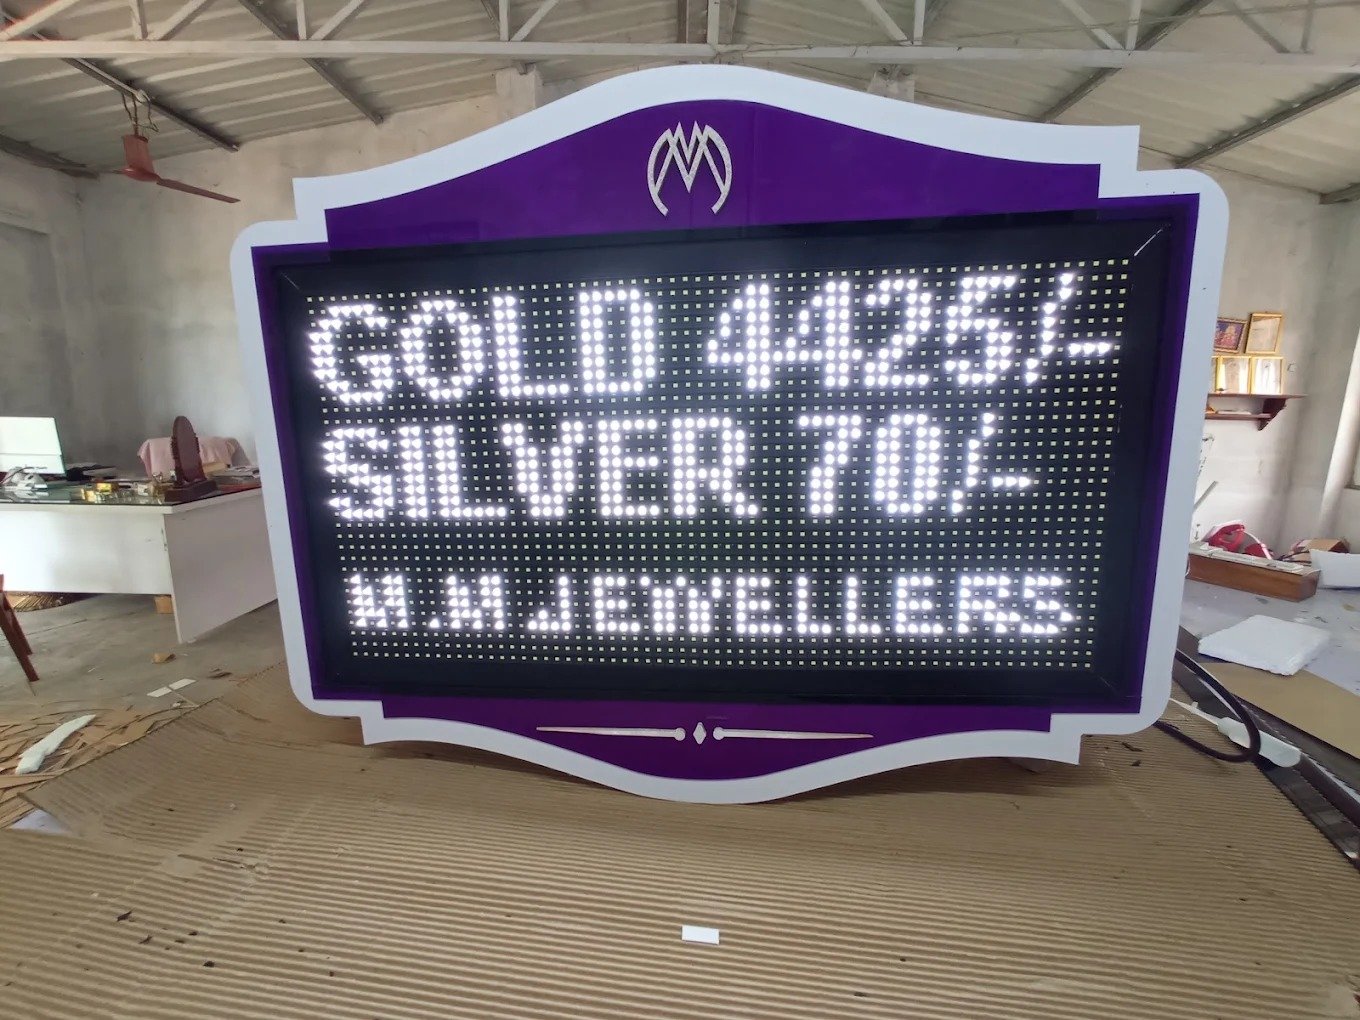 GOLD 4425/-
SILVER 70/-
M.M JEWELLERS